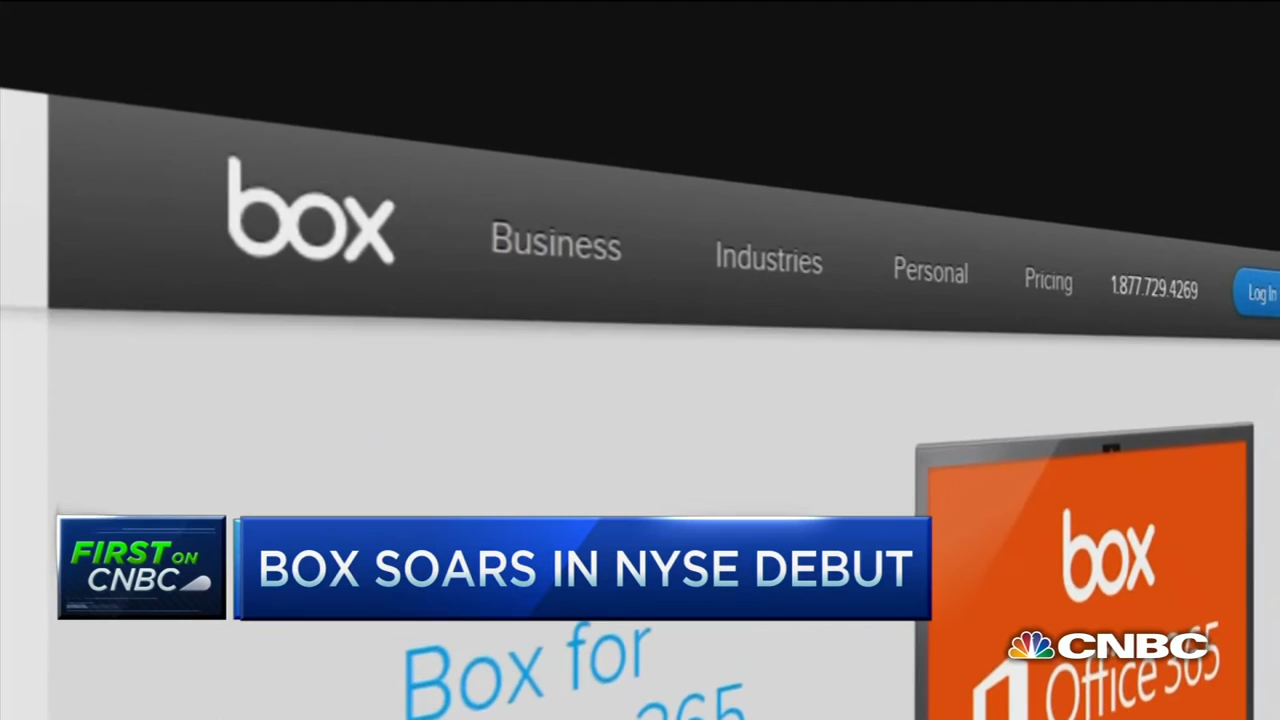 box
Business
Industries
Personal
Pricing
1.877.729.4269
Log In
box
Office 365
FIRST ON
CNBC
BOX SOARS IN NYSE DEBUT
Box for
365
CNBC